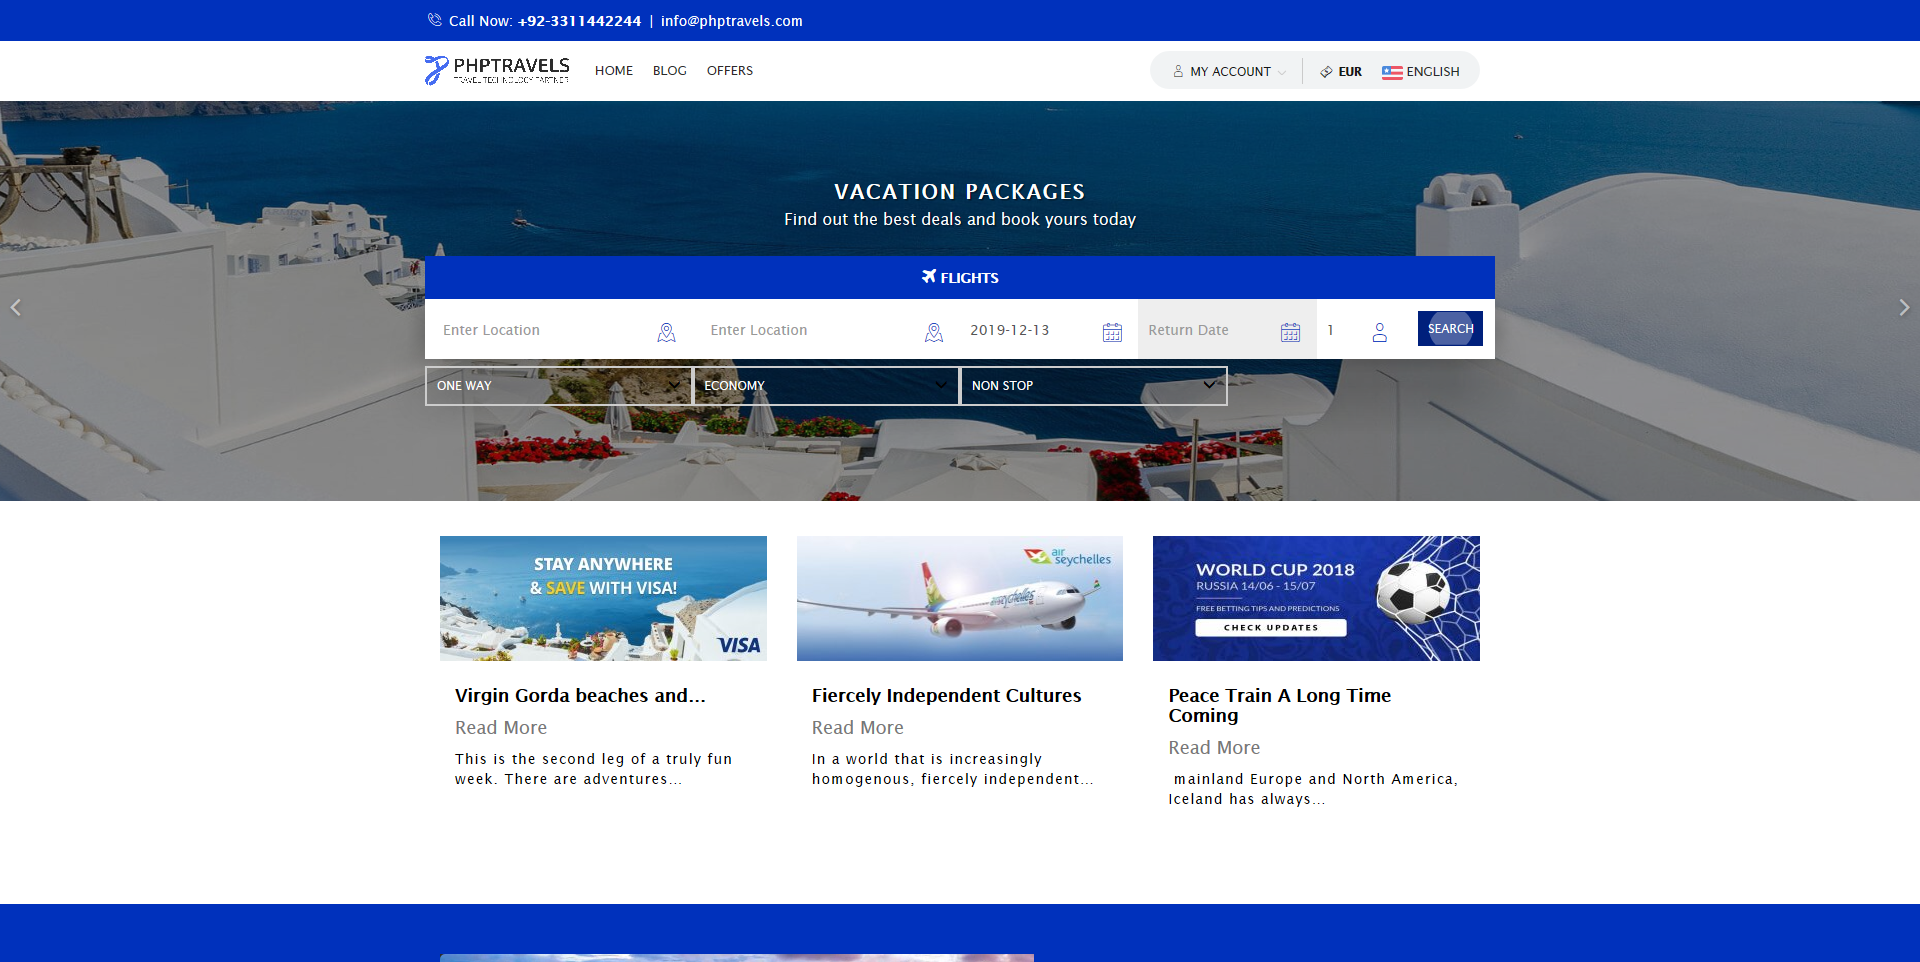 Call Now: +92-3311442244 | info@phptravels.com
PHPTRAVELS
TRAVEL TECHNOLOGY PARTNER
HOME BLOG OFFERS
MY ACCOUNT EUR ENGLISH
VACATION PACKAGES
Find out the best deals and book yours today
FLIGHTS
Enter Location Enter Location 2019-12-13 Return Date 1 SEARCH
ONE WAY ECONOMY NON STOP
STAY ANYWHERE
& SAVE WITH VISA!
VISA
Virgin Gorda beaches and...
Read More
This is the second leg of a truly fun
week. There are adventures...
air
seychelles
air seychelles
Fiercely Independent Cultures
Read More
In a world that is increasingly
homogenous, fiercely independent...
WORLD CUP 2018
RUSSIA 14/06 - 15/07
FREE BETTING TIPS AND PREDICTIONS
CHECK UPDATES
Peace Train A Long Time
Coming
Read More
mainland Europe and North America,
Iceland has always...